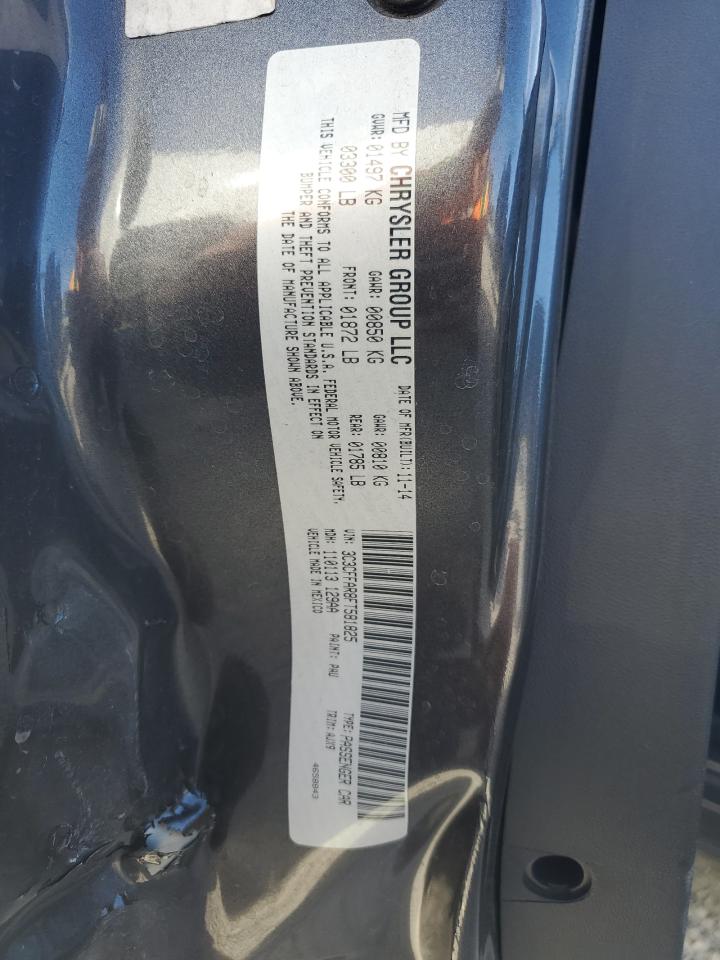 MFD BY CHRYSLER GROUP LLC DATE OF MFR(BUILT): 11-14
GVWR: 01497 KG GAWR: 00850 KG GAWR: 00810 KG
03300 LB FRONT: 01872 LB REAR: 01785 LB
THIS VEHICLE CONFORMS TO ALL APPLICABLE U.S.A. FEDERAL MOTOR VEHICLE SAFETY,
BUMPER AND THEFT PREVENTION STANDARDS IN EFFECT ON
THE DATE OF MANUFACTURE SHOWN ABOVE.
VIN: 3C3CFFAR8FT581825 TYPE: PASSENGER CAR
MDH: 110113 129AA PAINT: PAU TRIM: AJX9
VEHICLE MADE IN MEXICO 4658843